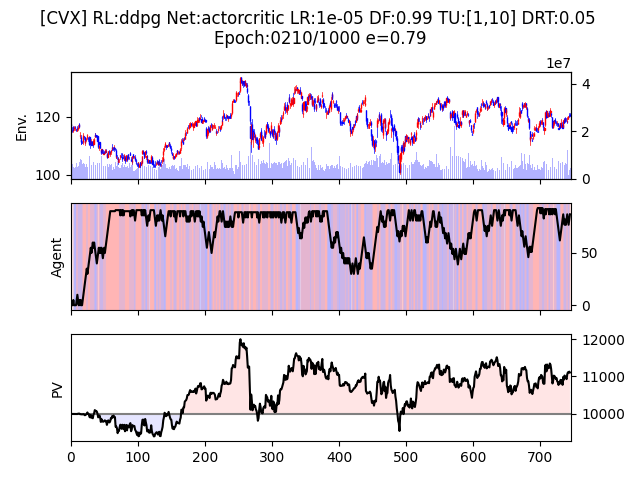 [CVX] RL:ddpg Net:actorcritic LR:1e-05 DF:0.99 TU:[1,10] DRT:0.05
Epoch:0210/1000 e=0.79
1e7
Env.
120
100
4
2
0
Agent
50
0
PV
12000
11000
10000
0 100 200 300 400 500 600 700